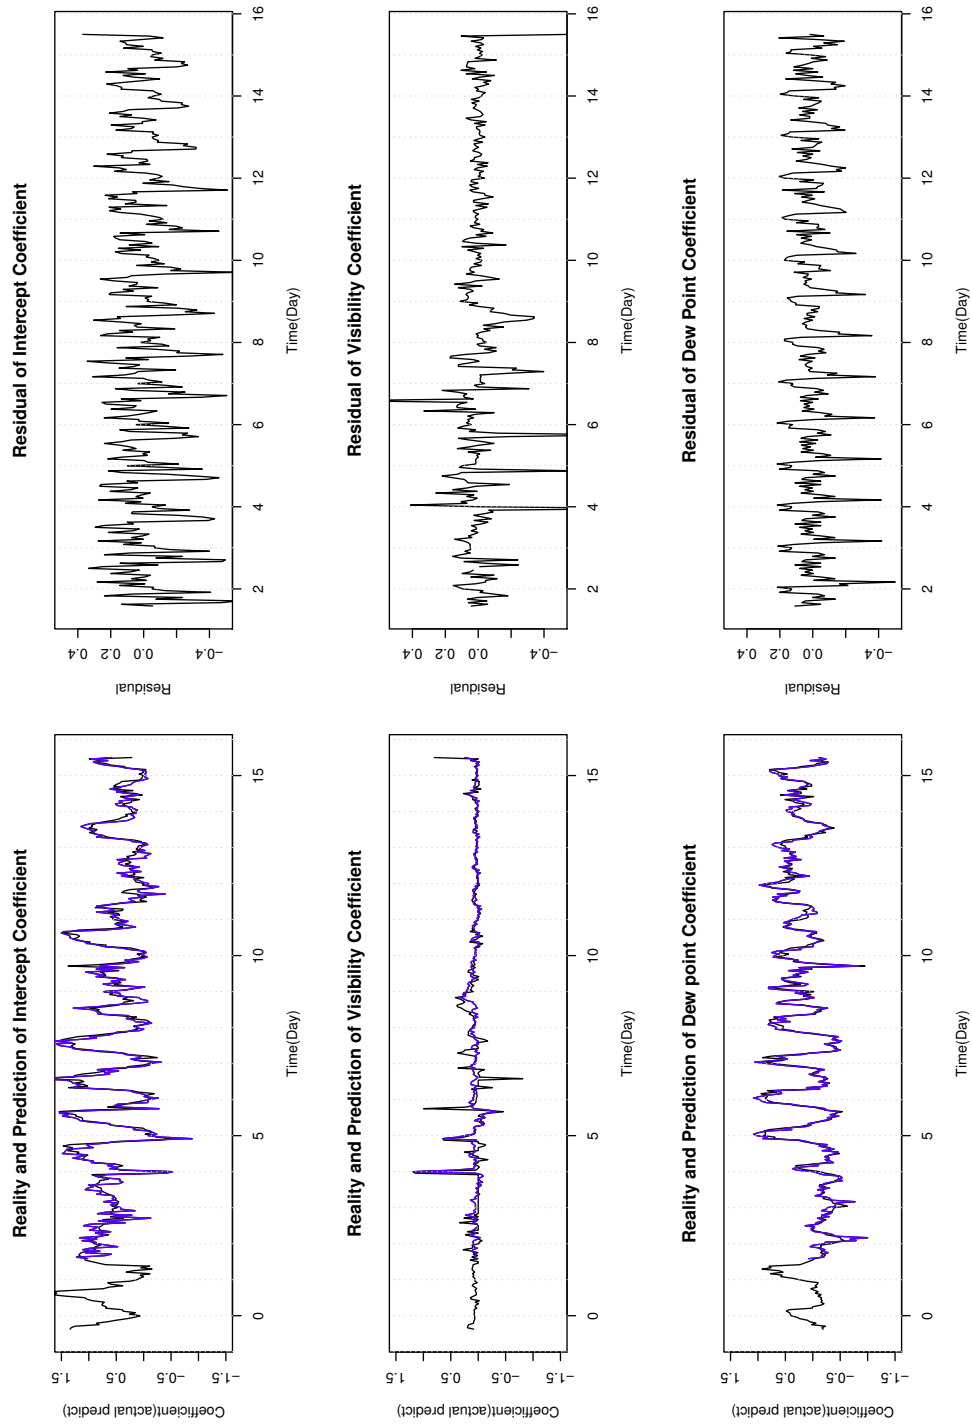 Reality and Prediction of Intercept Coefficient
Coefficient(actual predict)
1.5
0.5
−0.5
−1.5
0 5 10 15
Time(Day)
Residual of Intercept Coefficient
Residual
0.4
0.2
0.0
−0.4
2 4 6 8 10 12 14 16
Time(Day)
Reality and Prediction of Visibility Coefficient
Coefficient(actual predict)
1.5
0.5
−0.5
−1.5
0 5 10 15
Time(Day)
Residual of Visibility Coefficient
Residual
0.4
0.2
0.0
−0.4
2 4 6 8 10 12 14 16
Time(Day)
Reality and Prediction of Dew point Coefficient
Coefficient(actual predict)
1.5
0.5
−0.5
−1.5
0 5 10 15
Time(Day)
Residual of Dew Point Coefficient
Residual
0.4
0.2
0.0
−0.4
2 4 6 8 10 12 14 16
Time(Day)